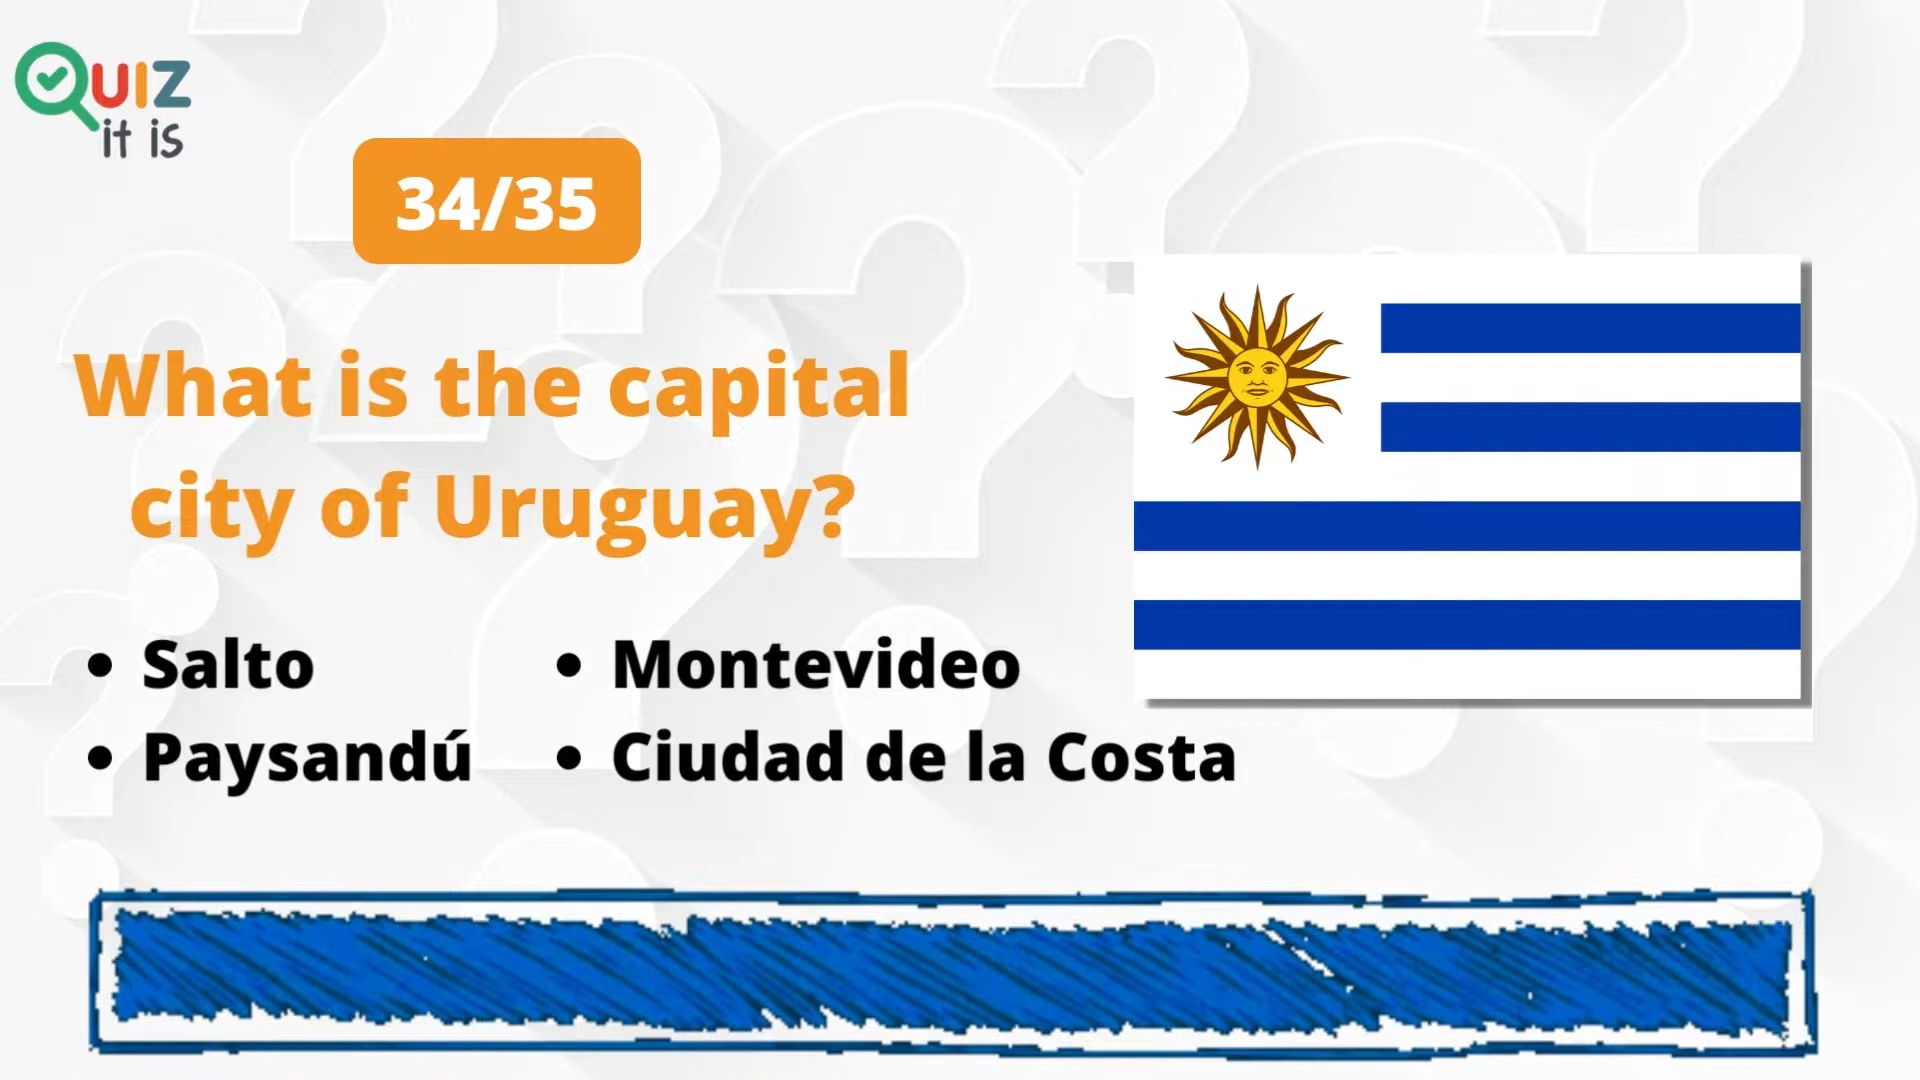 QUIZ
it is
34/35
What is the capital
city of Uruguay?
• Salto
• Paysandú
• Montevideo
• Ciudad de la Costa